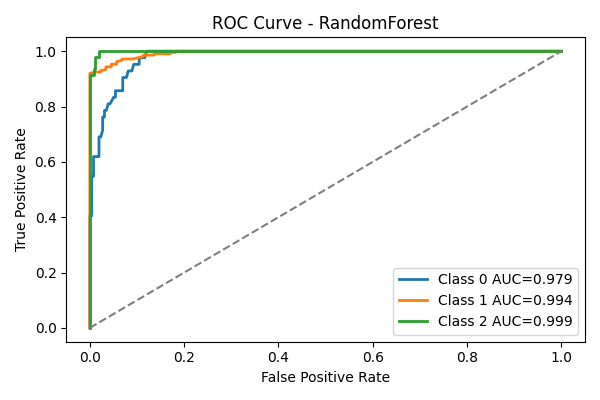 ROC Curve - RandomForest
True Positive Rate
1.0
0.8
0.6
0.4
0.2
0.0
Class 0 AUC=0.979
Class 1 AUC=0.994
Class 2 AUC=0.999
0.0 0.2 0.4 0.6 0.8 1.0
False Positive Rate